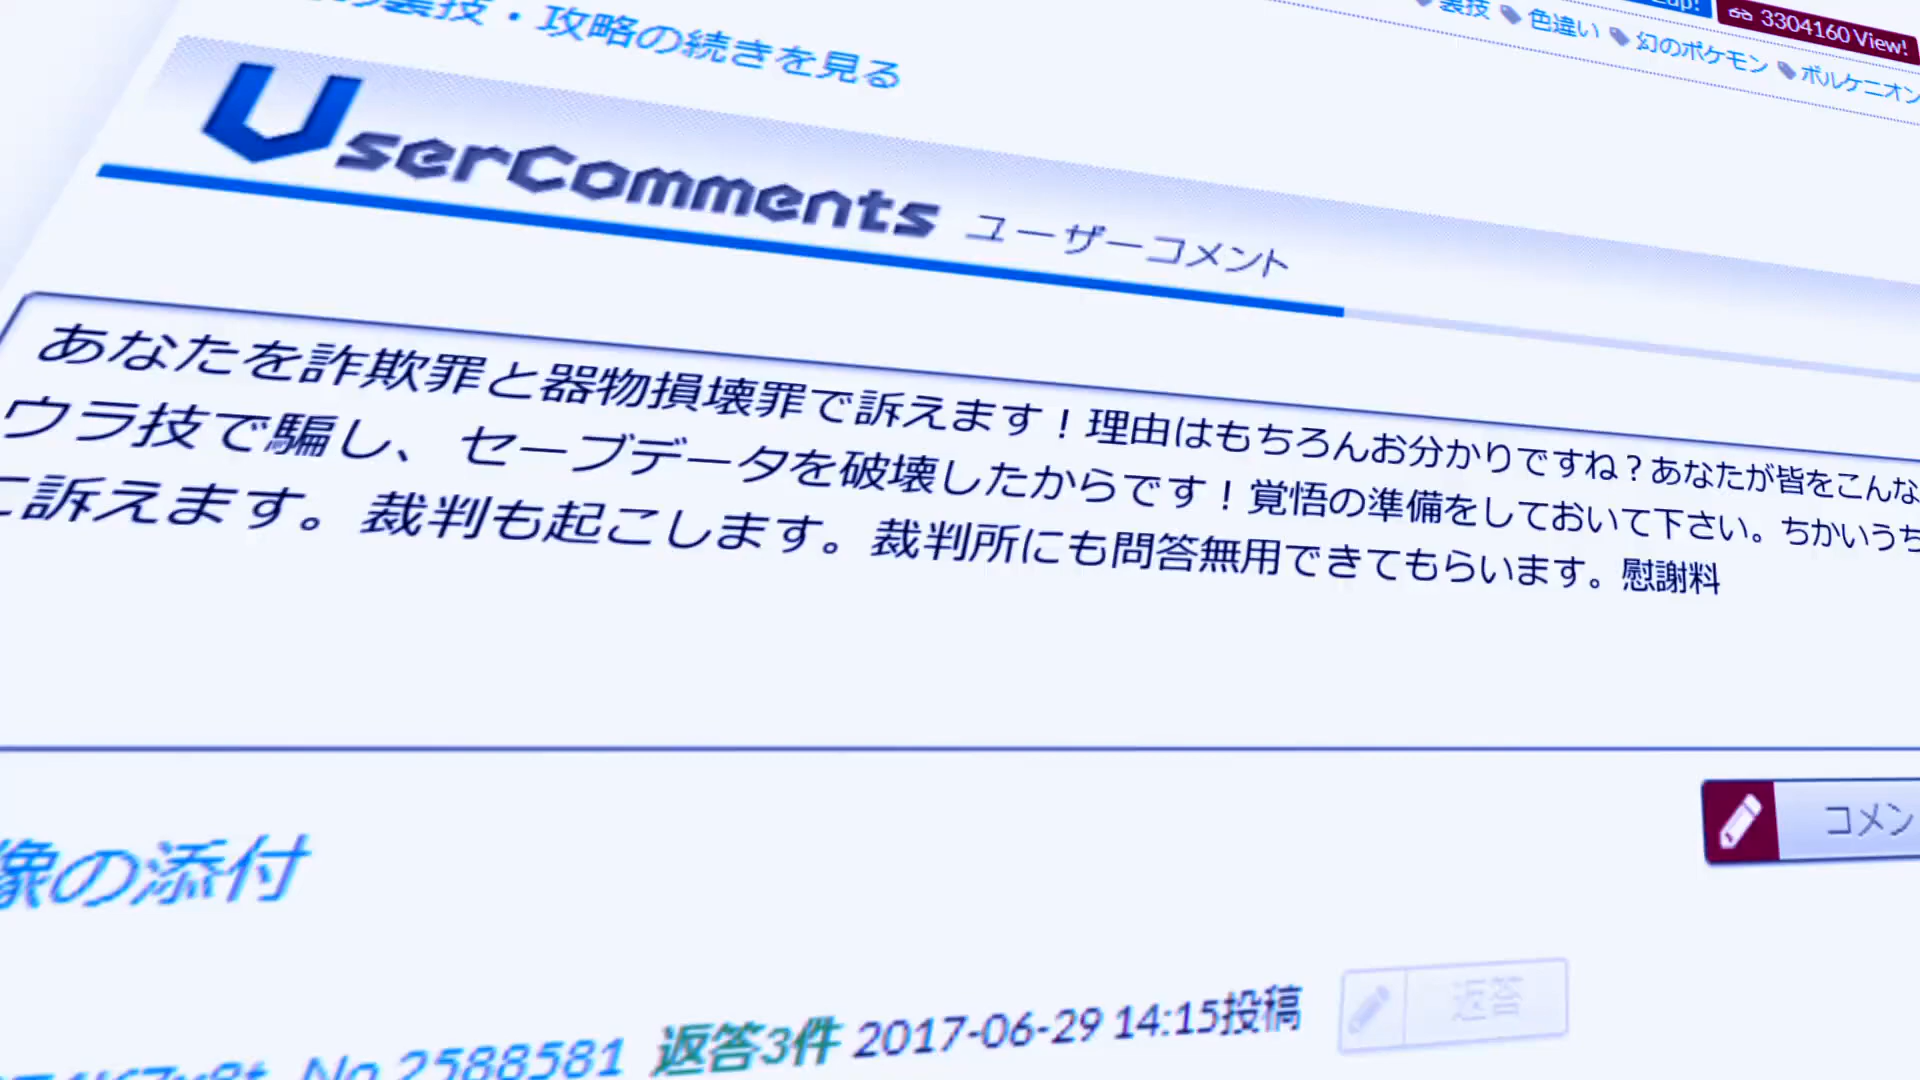 裏技・攻略の続きを見る
3304160 View!
裏技 色違い 幻のポケモン ボルケニオン
UserComments ユーザーコメント
あなたを詐欺罪と器物損壊罪で訴えます！理由はもちろんお分かりですね？あなたが皆をこんな
ウラ技で騙し、セーブデータを破壊したからです！覚悟の準備をしておいて下さい。ちかいうち
に訴えます。裁判も起こします。裁判所にも問答無用できてもらいます。慰謝料
コメン
像の添付
No.2588581 返答3件 2017-06-29 14:15投稿
返答